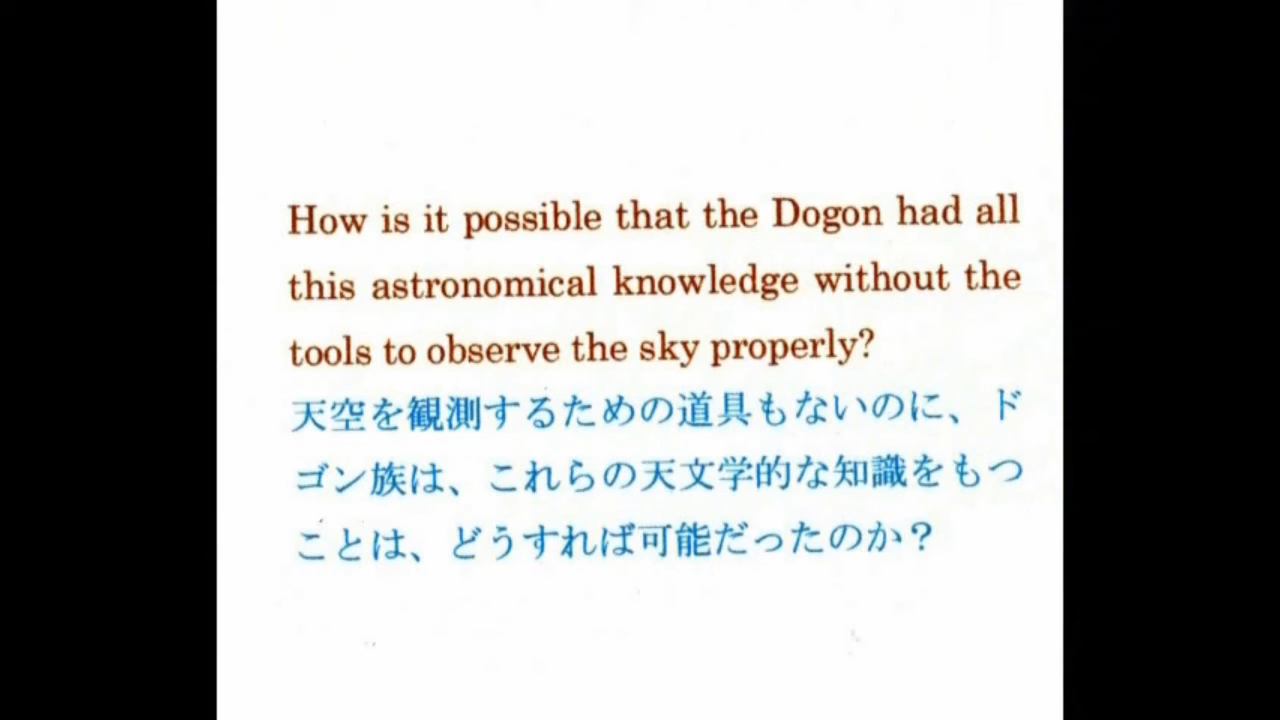 How is it possible that the Dogon had all
this astronomical knowledge without the
tools to observe the sky properly?
天空を観測するための道具もないのに、ド
ゴン族は、これらの天文学的な知識をもつ
ことは、どうすれば可能だったのか？